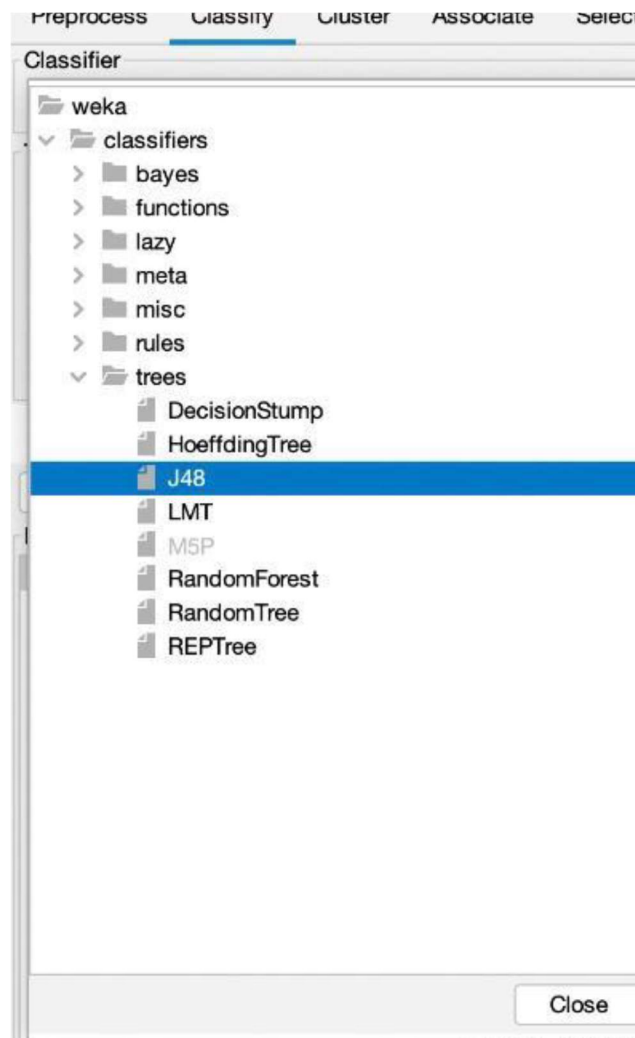 Preprocess Classify Cluster Associate Select
Classifier
weka
classifiers
bayes
functions
lazy
meta
misc
rules
trees
DecisionStump
HoeffdingTree
J48
LMT
M5P
RandomForest
RandomTree
REPTree
Close